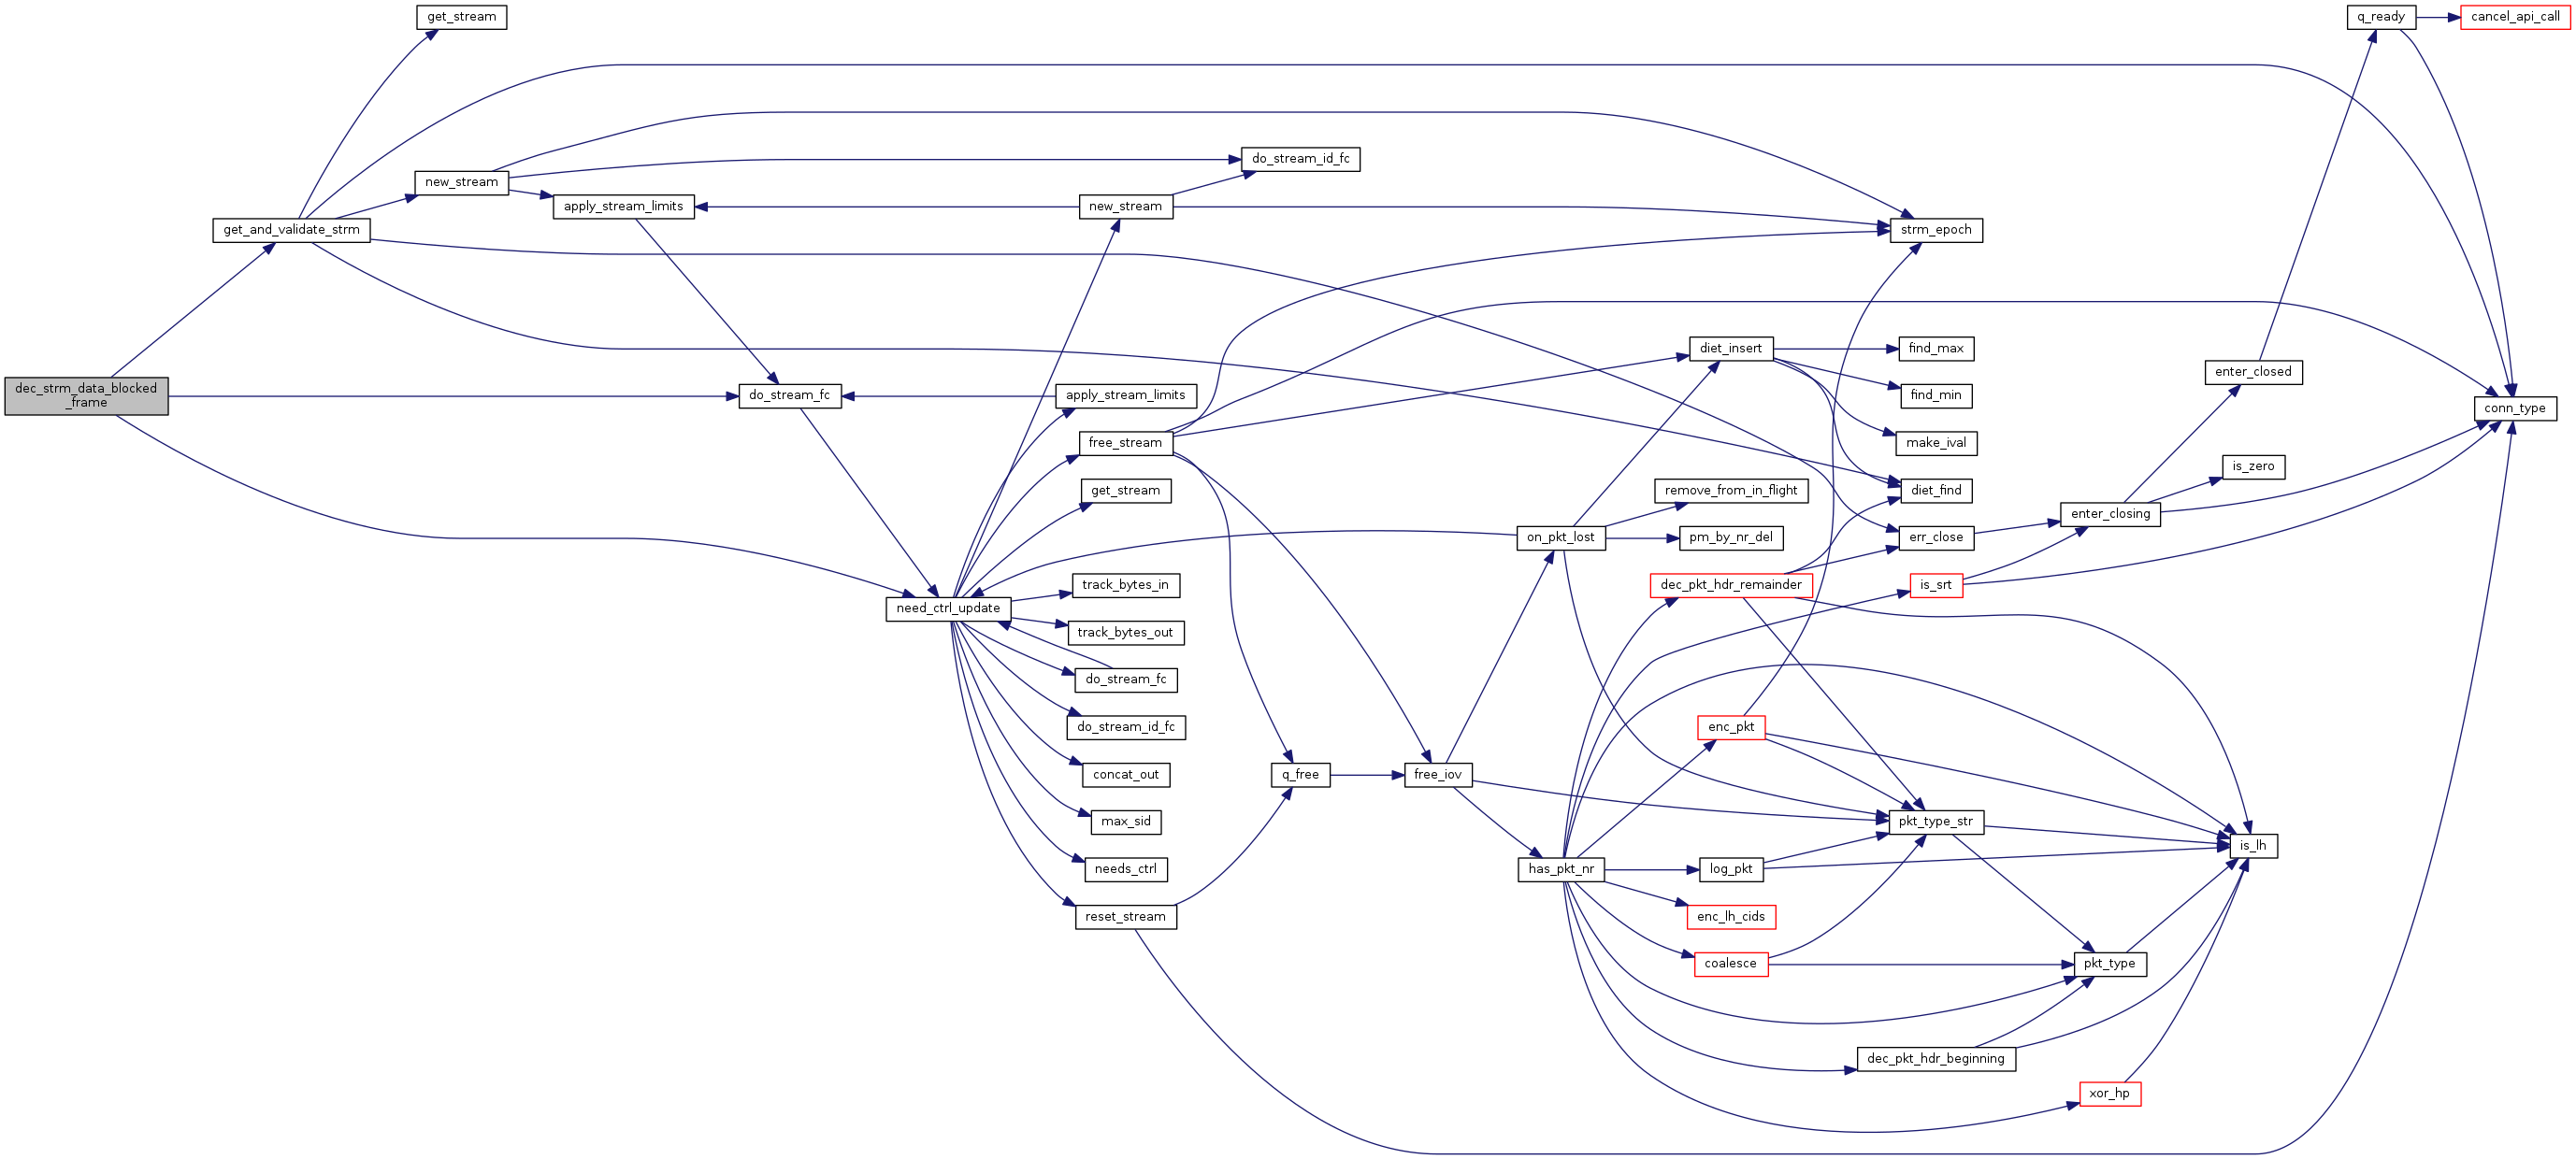 get_stream
q_ready
cancel_api_call
do_stream_id_fc
new_stream
apply_stream_limits
new_stream
get_and_validate_strm
strm_epoch
diet_insert
find_max
enter_closed
dec_strm_data_blocked
_frame
do_stream_fc
apply_stream_limits
find_min
conn_type
free_stream
make_ival
is_zero
get_stream
remove_from_in_flight
diet_find
enter_closing
on_pkt_lost
pm_by_nr_del
err_close
track_bytes_in
dec_pkt_hdr_remainder
is_srt
need_ctrl_update
track_bytes_out
do_stream_fc
do_stream_id_fc
enc_pkt
concat_out
q_free
free_iov
max_sid
pkt_type_str
is_lh
needs_ctrl
has_pkt_nr
log_pkt
reset_stream
enc_lh_cids
coalesce
pkt_type
dec_pkt_hdr_beginning
xor_hp